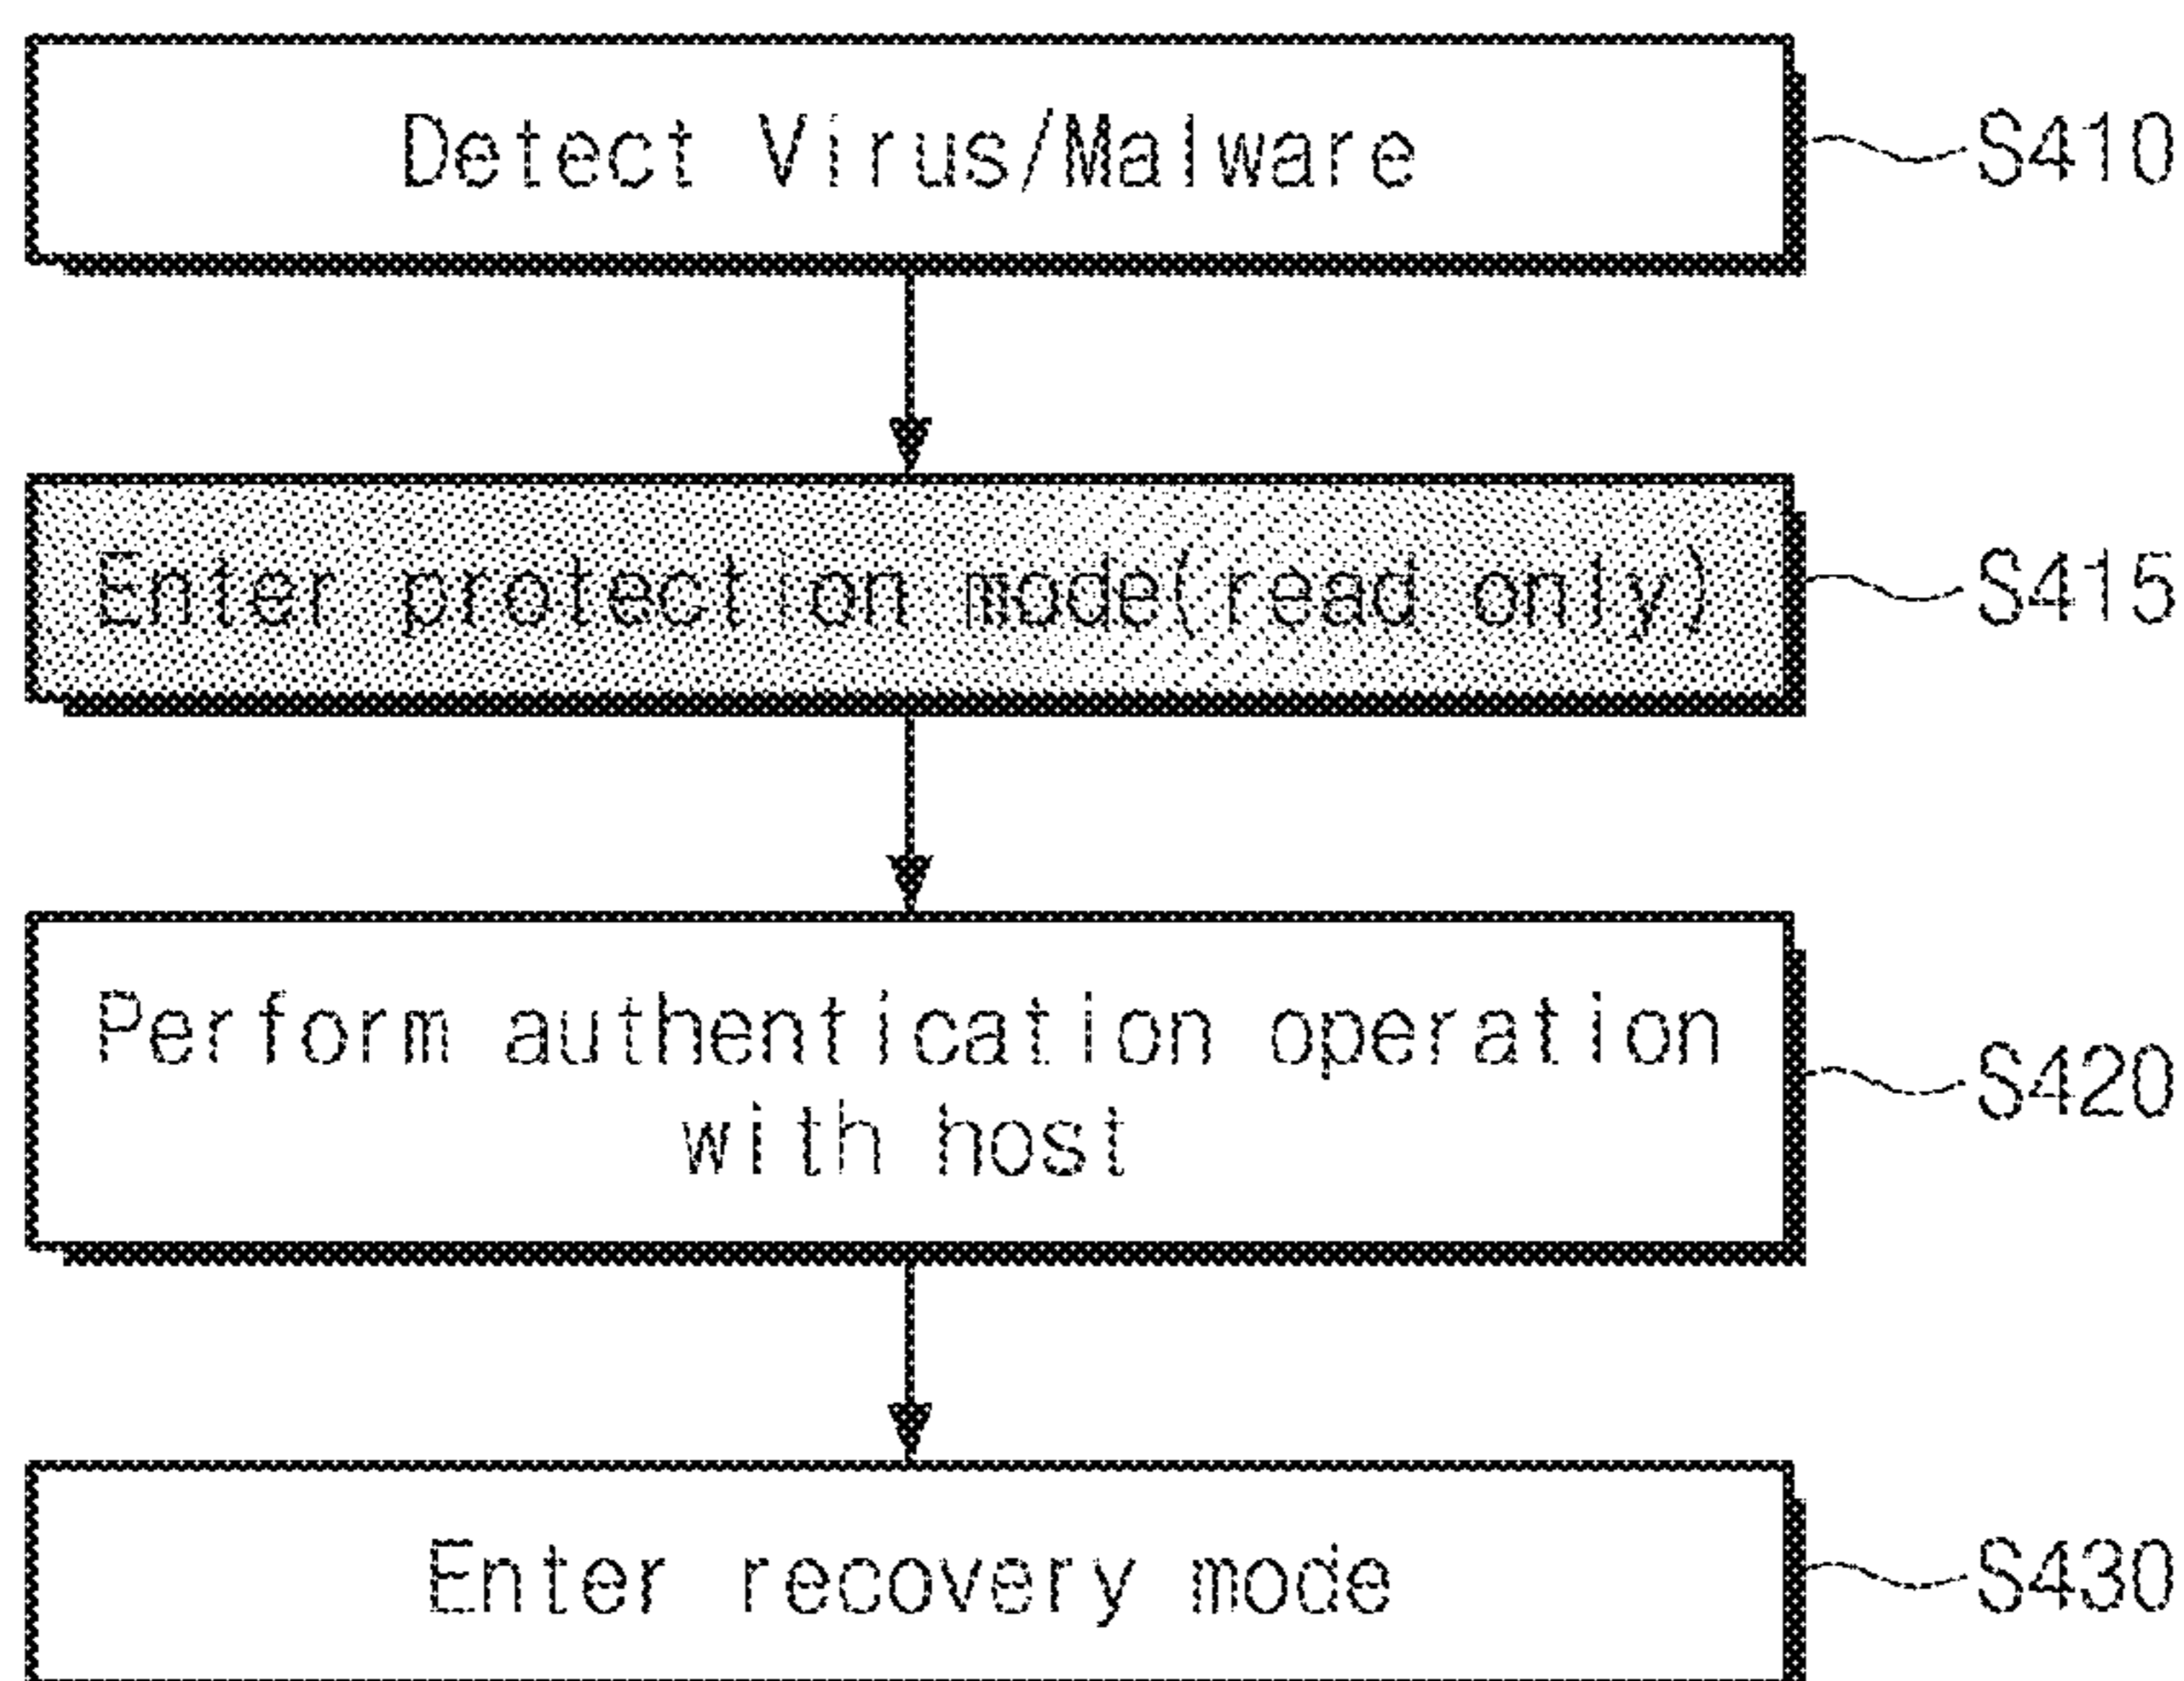 Detect Virus/Malware
S410
Enter protection mode(read only)
S415
Perform authentication operation
with host
S420
Enter recovery mode
S430